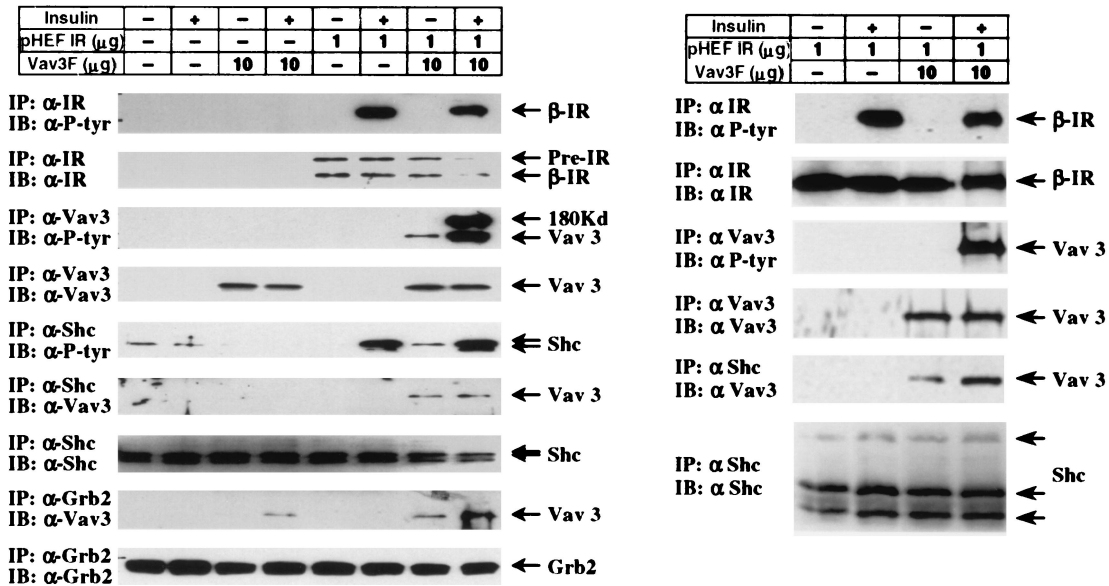 Insulin − + − + − + − +
pHEF IR (μg) − − − − 1 1 1 1
Vav3F (μg) − − 10 10 − − 10 10
IP: α-IR
IB: α-P-tyr
β-IR
IP: α-IR
IB: α-IR
Pre-IR
β-IR
IP: α-Vav3
IB: α-P-tyr
180Kd
Vav 3
IP: α-Vav3
IB: α-Vav3
Vav 3
IP: α-Shc
IB: α-P-tyr
Shc
IP: α-Shc
IB: α-Vav3
Vav 3
IP: α-Shc
IB: α-Shc
Shc
IP: α-Grb2
IB: α-Vav3
Vav 3
IP: α-Grb2
IB: α-Grb2
Grb2
Insulin − + − +
pHEF IR (μg) 1 1 1 1
Vav3F (μg) − − 10 10
IP: α IR
IB: α P-tyr
β-IR
IP: α IR
IB: α IR
β-IR
IP: α Vav3
IB: α P-tyr
Vav 3
IP: α Vav3
IB: α Vav3
Vav 3
IP: α Shc
IB: α Vav3
Vav 3
IP: α Shc
IB: α Shc
Shc